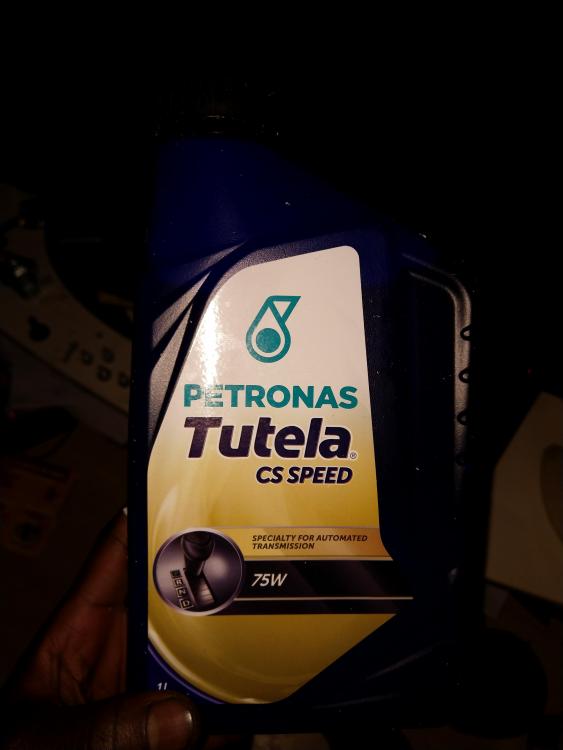 PETRONAS
Tutela®
CS SPEED
SPECIALTY FOR AUTOMATED
TRANSMISSION
75W
R
N
D
1L